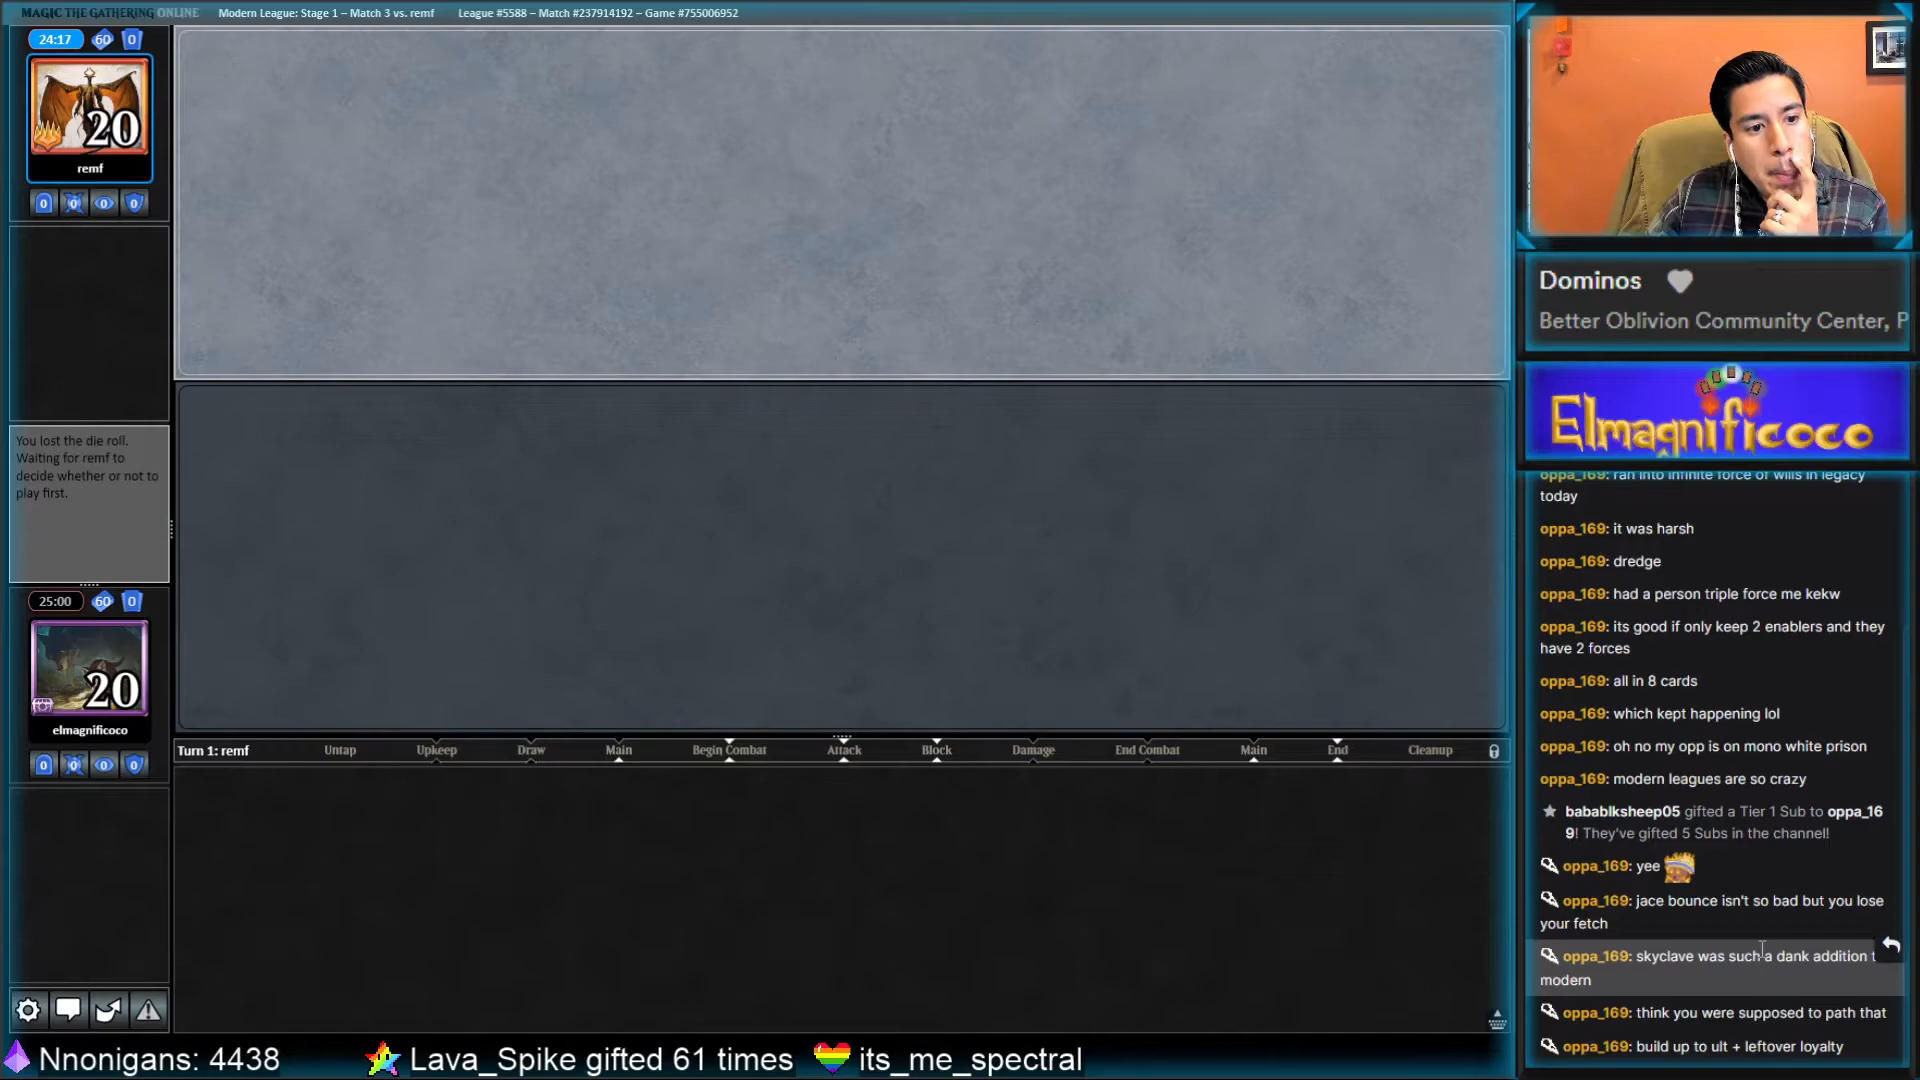 MAGIC THE GATHERING ONLINE Modern League: Stage 1 – Match 3 vs. remf League #5588 – Match #237914192 – Game #755006952
24:17 60 0
20
remf
0 0 0 0
You lost the die roll.
Waiting for remf to
decide whether or not to
play first.
25:00 60 0
20
elmagnificoco
0 0 0 0
Turn 1: remf Untap Upkeep Draw Main Begin Combat Attack Block Damage End Combat Main End Cleanup
Dominos
Better Oblivion Community Center, P
Elmagnificoco
oppa_169: ran into infinite force of wills in legacy
today
oppa_169: it was harsh
oppa_169: dredge
oppa_169: had a person triple force me kekw
oppa_169: its good if only keep 2 enablers and they
have 2 forces
oppa_169: all in 8 cards
oppa_169: which kept happening lol
oppa_169: oh no my opp is on mono white prison
oppa_169: modern leagues are so crazy
babablksheep05 gifted a Tier 1 Sub to oppa_16
9! They've gifted 5 Subs in the channel!
oppa_169: yee
oppa_169: jace bounce isn't so bad but you lose
your fetch
oppa_169: skyclave was such a dank addition t
modern
oppa_169: think you were supposed to path that
oppa_169: build up to ult + leftover loyalty
Nnonigans: 4438 Lava_Spike gifted 61 times its_me_spectral